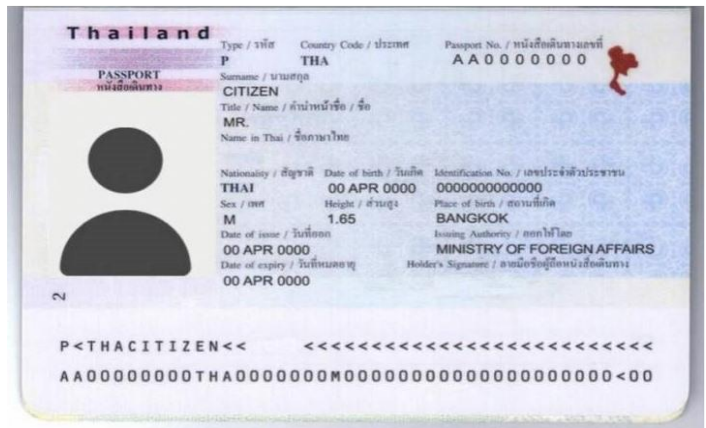 Thailand
Type / รหัส Country Code / ประเทศ Passport No. / หนังสือเดินทางเลขที่
P THA AA0000000
PASSPORT
หนังสือเดินทาง
Surname / นามสกุล
CITIZEN
Title / Name / คำนำหน้าชื่อ / ชื่อ
MR.
Name in Thai / ชื่อภาษาไทย
Nationality / สัญชาติ Date of birth / วันเกิด Identification No. / เลขประจำตัวประชาชน
THAI 00 APR 0000 0000000000000
Sex / เพศ Height / ส่วนสูง Place of birth / สถานที่เกิด
M 1.65 BANGKOK
Date of issue / วันที่ออก Issuing Authority / ออกให้โดย
00 APR 0000 MINISTRY OF FOREIGN AFFAIRS
Date of expiry / วันที่หมดอายุ Holder's Signature / ลายมือชื่อผู้ถือหนังสือเดินทาง
00 APR 0000
2
P<THACITIZEN<< <<<<<<<<<<<<<<<<<<<<<<<<<<
AA00000000THA0000000M00000000000000000000000<00